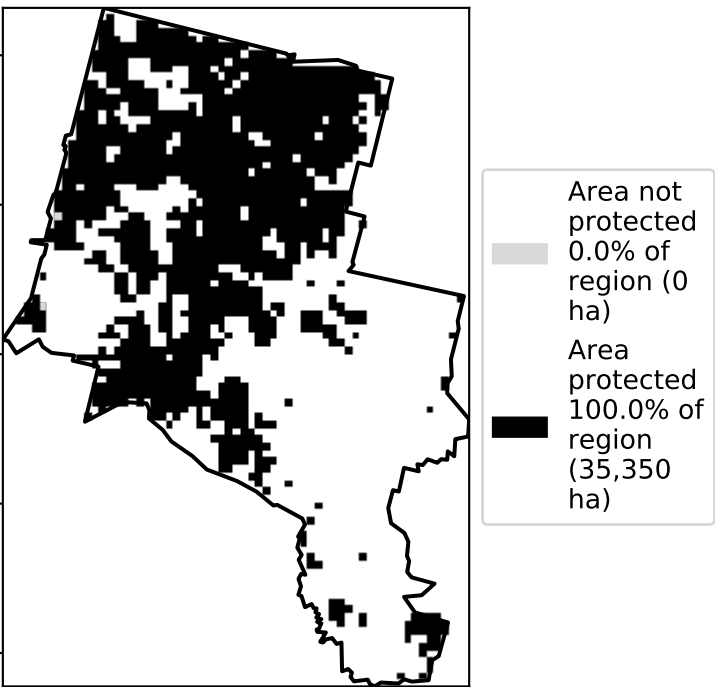 Area not
protected
0.0% of
region (0
ha)
Area
protected
100.0% of
region
(35,350
ha)